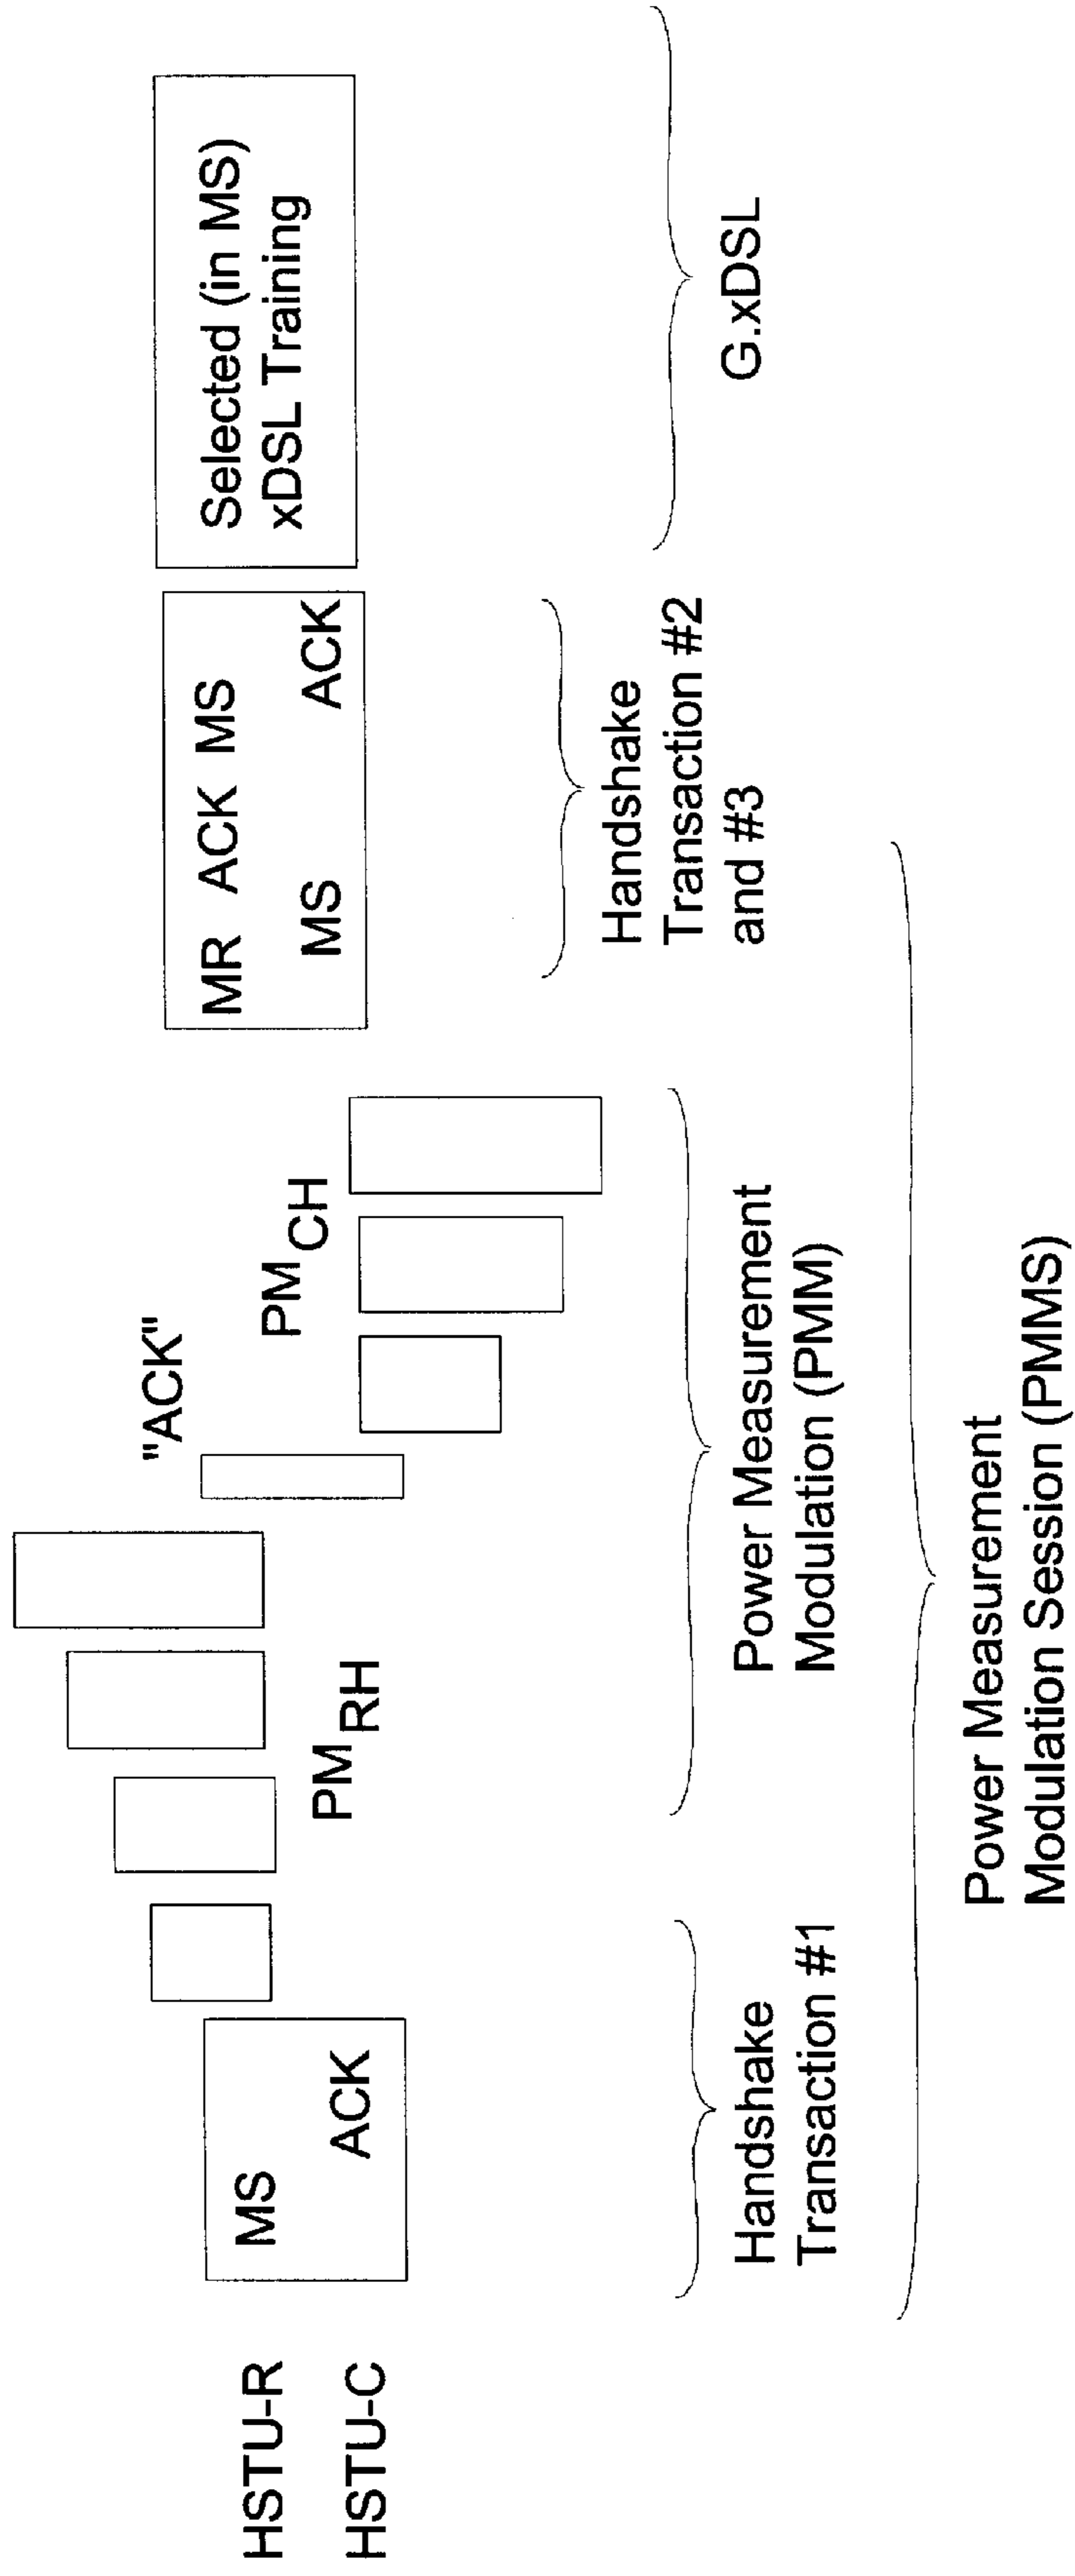 HSTU-R
HSTU-C
MS
ACK
PM RH
"ACK"
PM CH
MR ACK MS
MS ACK
Selected (in MS)
xDSL Training
Handshake
Transaction #1
Power Measurement
Modulation (PMM)
Handshake
Transaction #2
and #3
G.xDSL
Power Measurement
Modulation Session (PMMS)